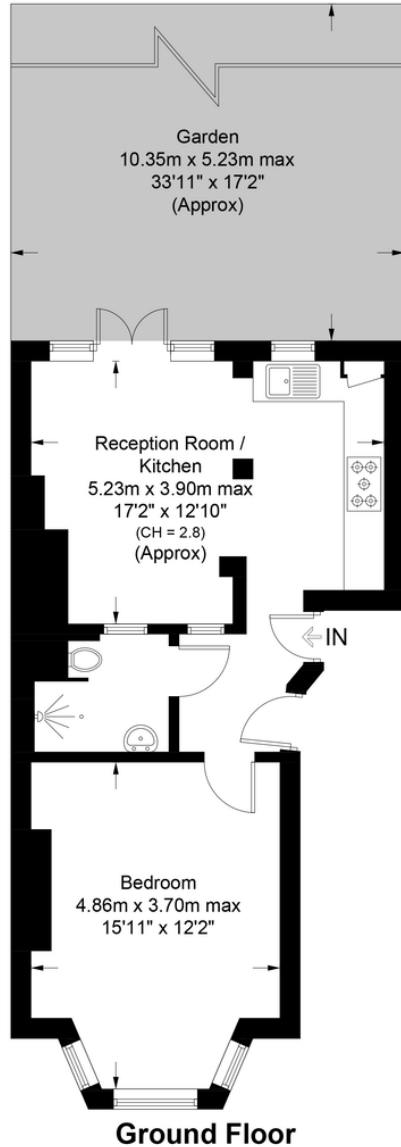 Garden
10.35m x 5.23m max
33'11" x 17'2"
(Approx)
Reception Room /
Kitchen
5.23m x 3.90m max
17'2" x 12'10"
(CH = 2.8)
(Approx)
IN
Bedroom
4.86m x 3.70m max
15'11" x 12'2"
Ground Floor